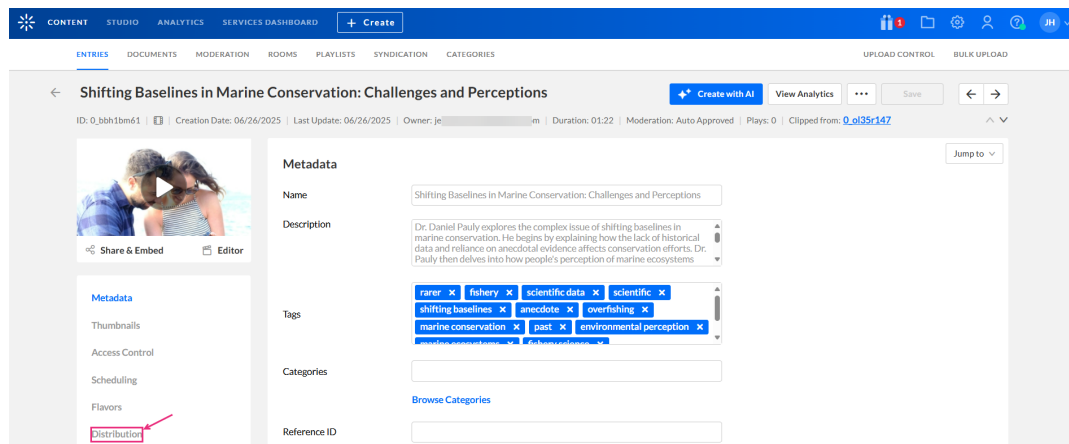 CONTENT STUDIO ANALYTICS SERVICES DASHBOARD + Create 1 JH
ENTRIES DOCUMENTS MODERATION ROOMS PLAYLISTS SYNDICATION CATEGORIES UPLOAD CONTROL BULK UPLOAD
Shifting Baselines in Marine Conservation: Challenges and Perceptions Create with AI View Analytics ••• Save
ID: 0_bbh1bm61 | Creation Date: 06/26/2025 | Last Update: 06/26/2025 | Owner: je m | Duration: 01:22 | Moderation: Auto Approved | Plays: 0 | Clipped from: 0_ol35r147
Jump to
Metadata
Name Shifting Baselines in Marine Conservation: Challenges and Perceptions
Description Dr. Daniel Pauly explores the complex issue of shifting baselines in
marine conservation. He begins by explaining how the lack of historical
data and reliance on anecdotal evidence affects conservation efforts. Dr.
Pauly then delves into how people's perception of marine ecosystems
Share & Embed Editor
Metadata
Thumbnails
Access Control
Scheduling
Flavors
Distribution
Tags
rarer × fishery × scientific data × scientific ×
shifting baselines × anecdote × overfishing ×
marine conservation × past × environmental perception ×
marine ecosystems × fishery science ×
Categories
Browse Categories
Reference ID